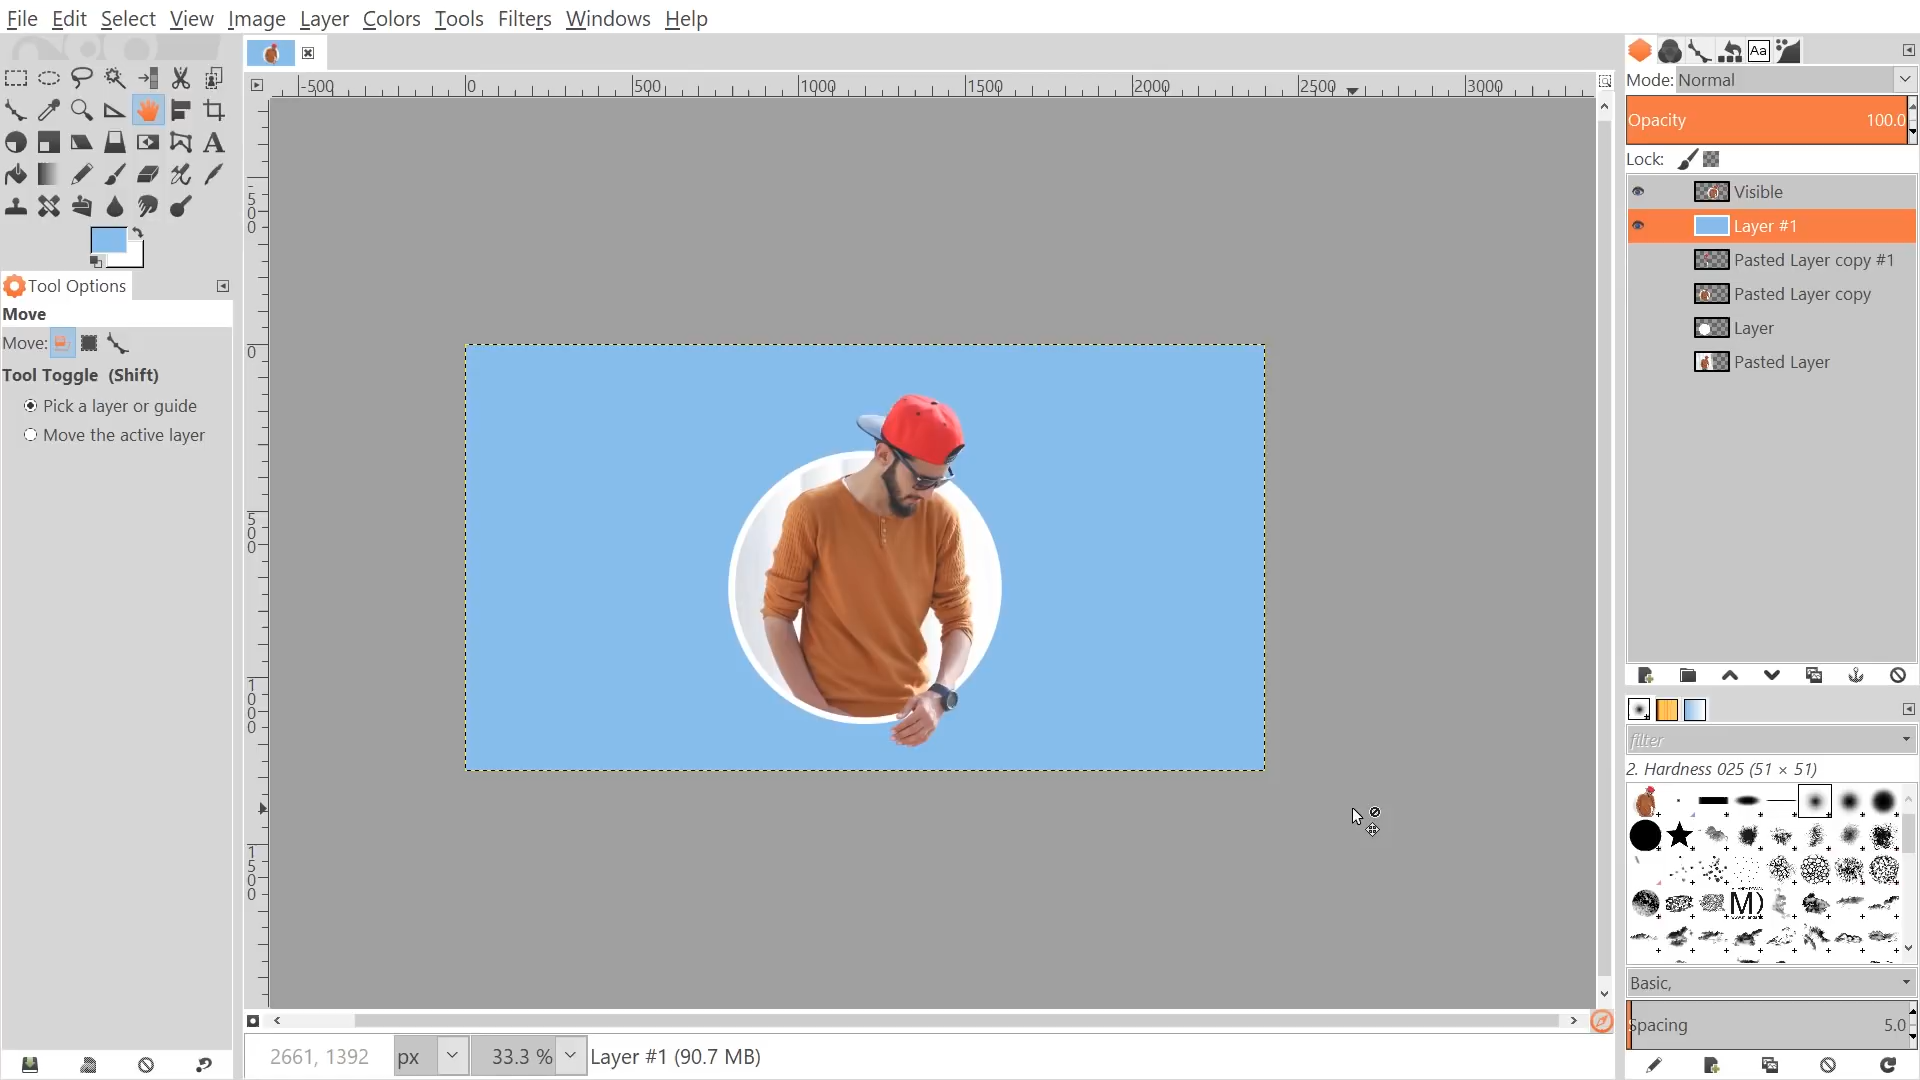 File Edit Select View Image Layer Colors Tools Filters Windows Help
-500 0 500 1000 1500 2000 2500 3000
Mode: Normal
Opacity 100.0
Lock:
Visible
Layer #1
Pasted Layer copy #1
Pasted Layer copy
Layer
Pasted Layer
Tool Options
Move
Move:
Tool Toggle (Shift)
Pick a layer or guide
Move the active layer
500
0
500
1000
1500
Aa
A
filter
2. Hardness 025 (51 × 51)
M)
Basic,
Spacing 5.0
2661, 1392 px 33.3 % Layer #1 (90.7 MB)